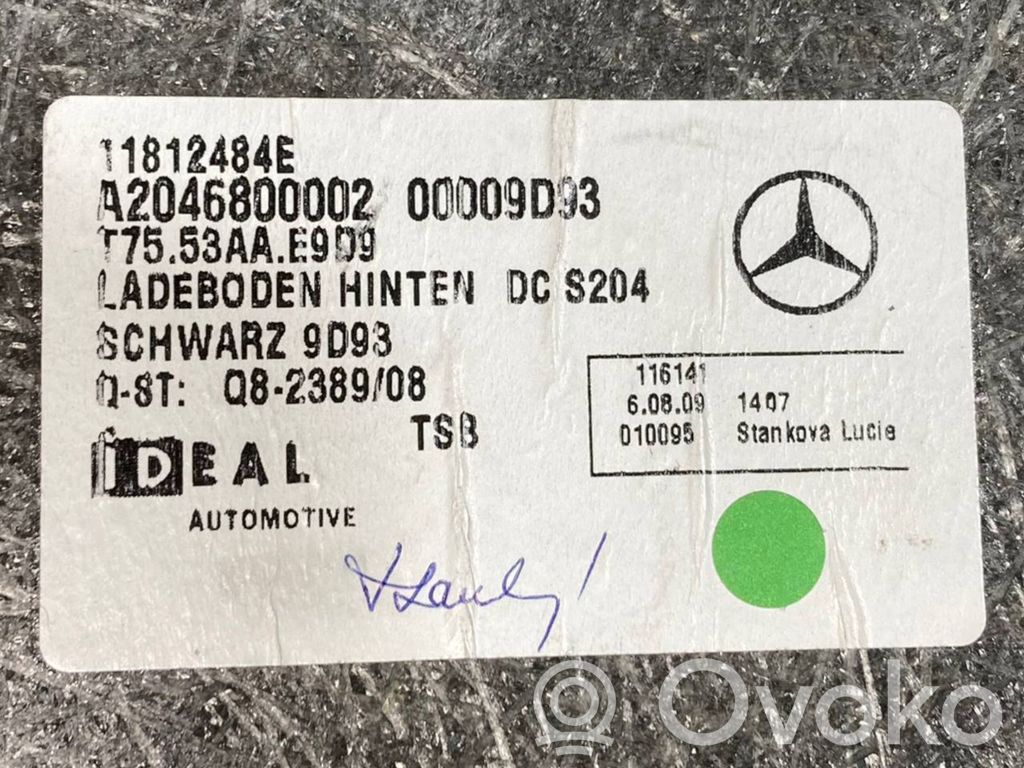 11812484E
A2046800002 00009D93
T75.53AA.E9D9
LADEBODEN HINTEN DC S204
SCHWARZ 9D93
Q-ST: Q8-2389/08
TSB
IDEAL
AUTOMOTIVE
116141
6.08.09 1407
010095 Stankova Lucie
Ovoko